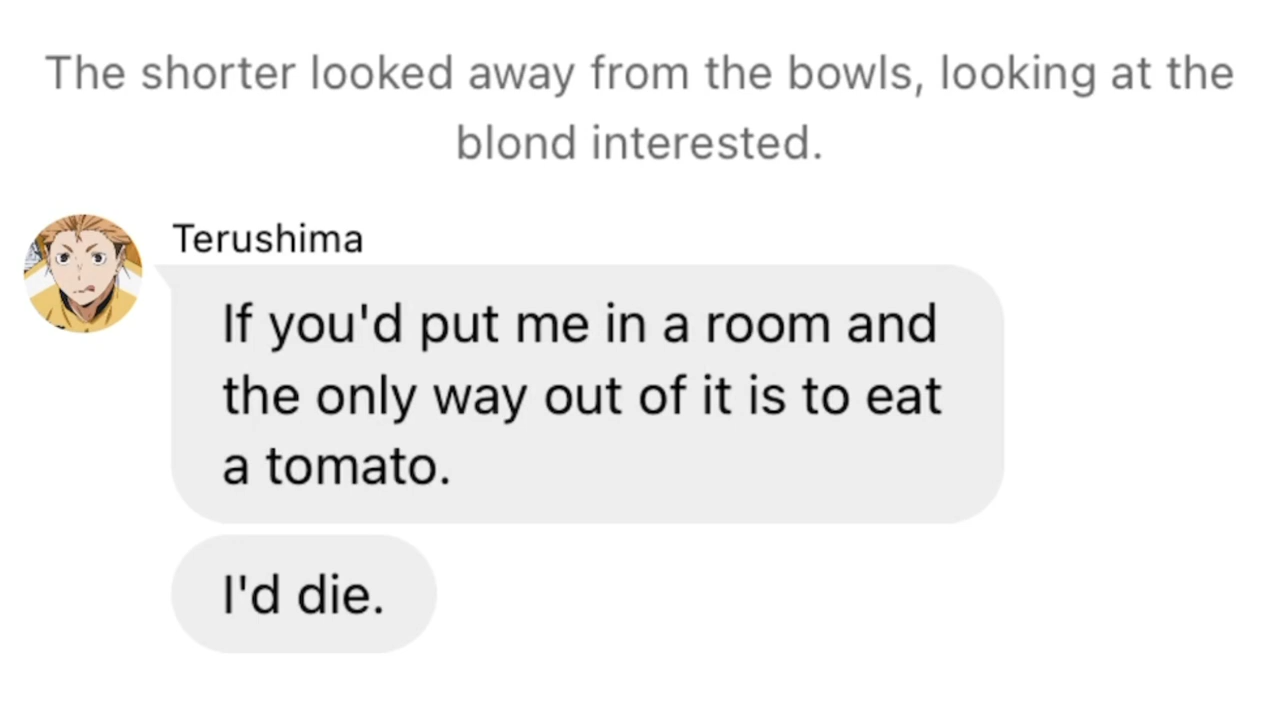 The shorter looked away from the bowls, looking at the
blond interested.
Terushima
If you'd put me in a room and
the only way out of it is to eat
a tomato.
I'd die.